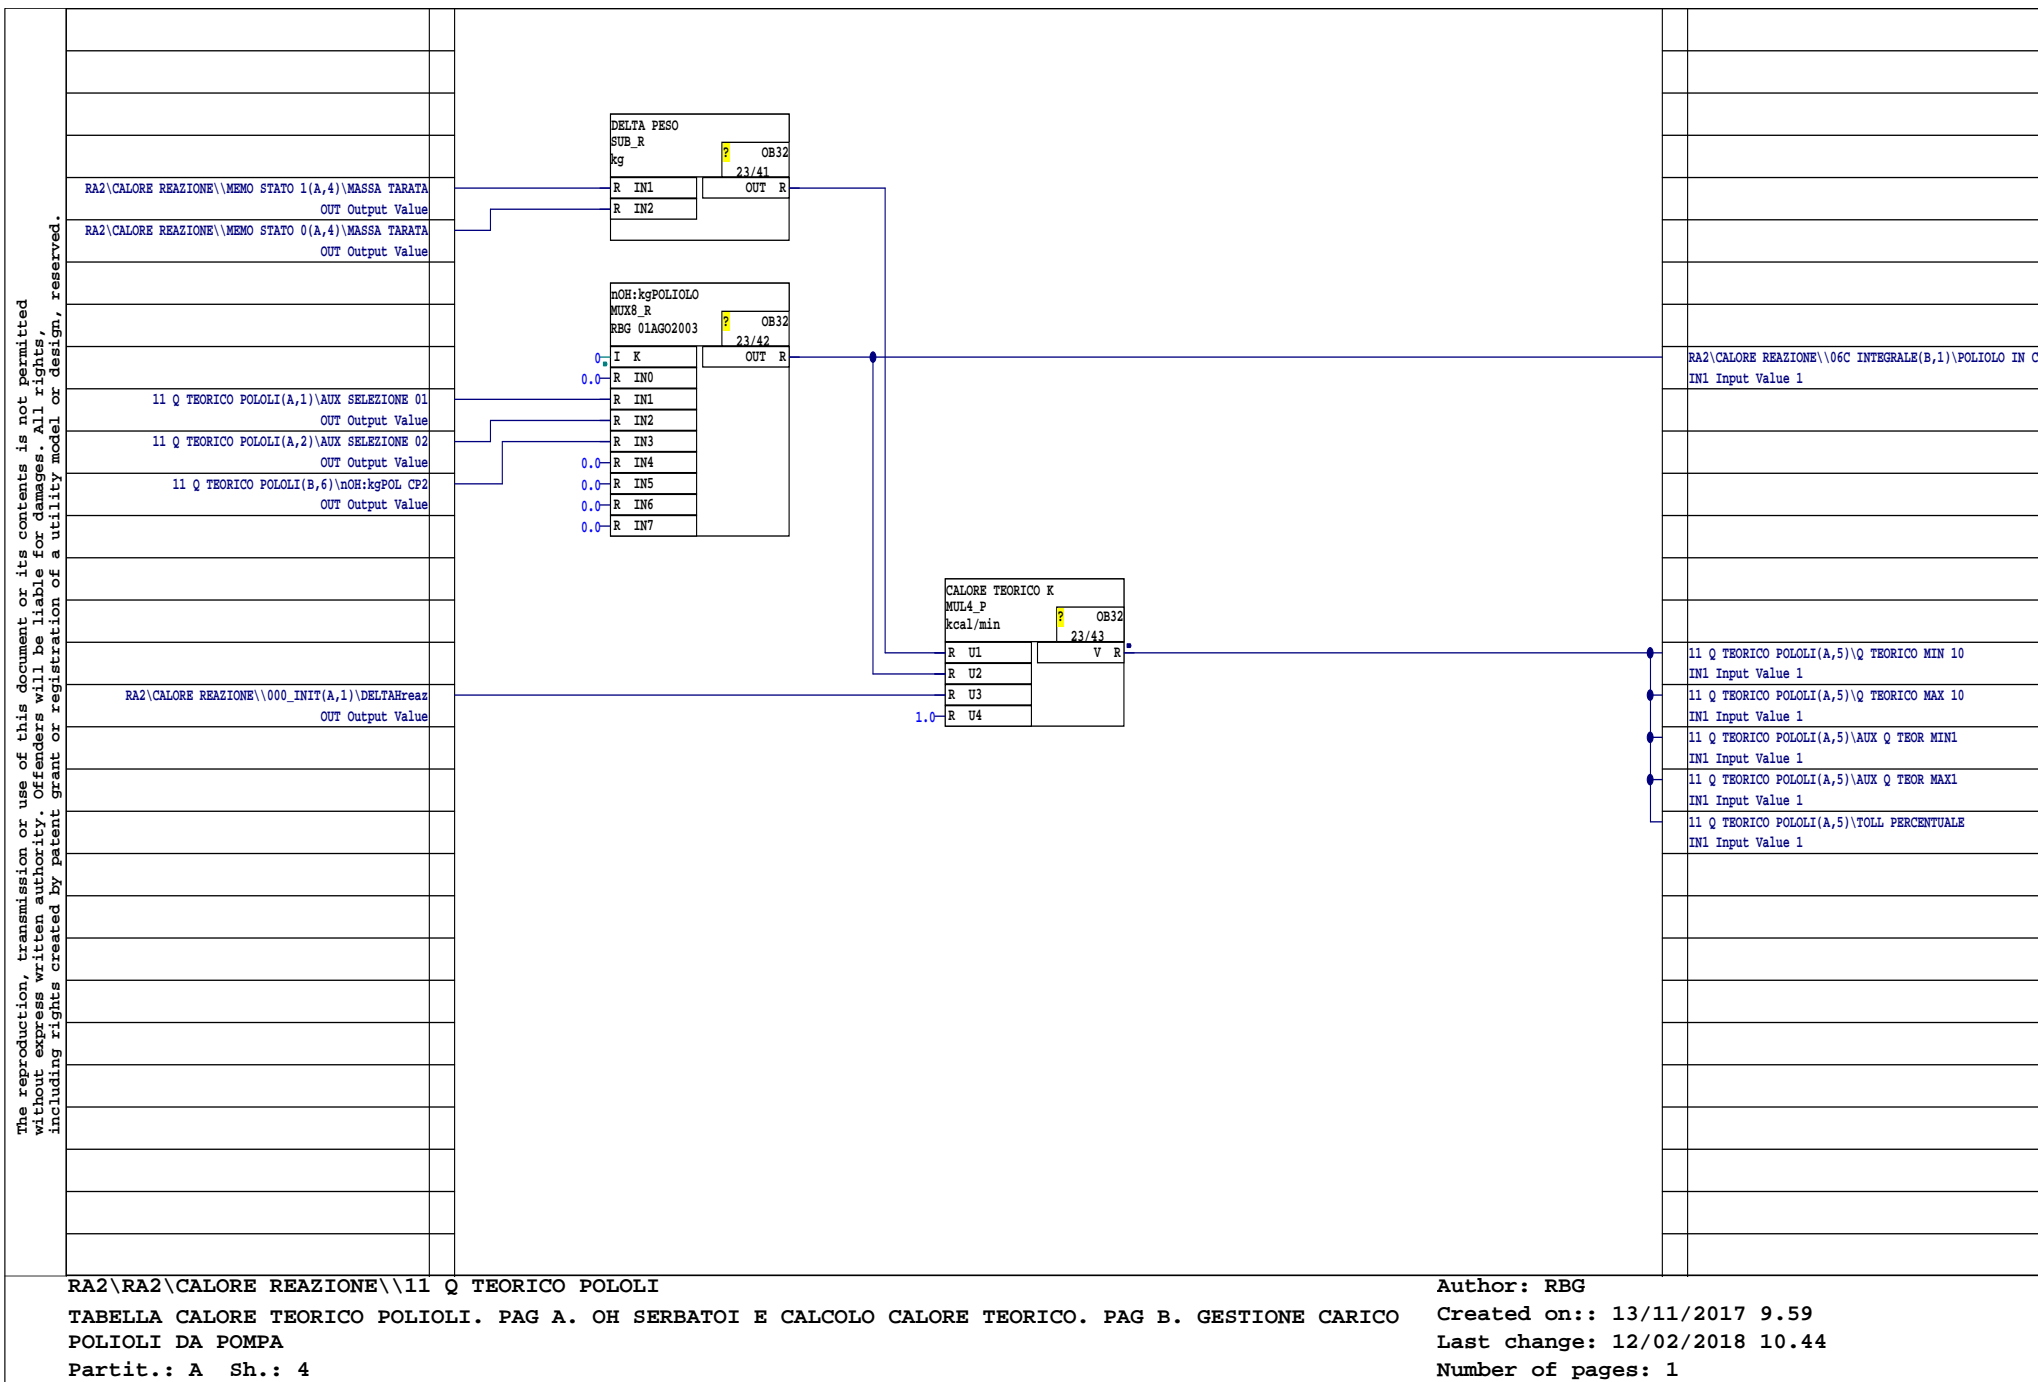 The reproduction, transmission or use of this document or its contents is not permitted
without express written authority. Offenders will be liable for damages. All rights,
including rights created by patent grant or registration of a utility model or design, reserved.
RA2\CALORE REAZIONE\\MEMO STATO 1(A,4)\MASSA TARATA
OUT Output Value
RA2\CALORE REAZIONE\\MEMO STATO 0(A,4)\MASSA TARATA
OUT Output Value
11 Q TEORICO POLOLI(A,1)\AUX SELEZIONE 01
OUT Output Value
11 Q TEORICO POLOLI(A,2)\AUX SELEZIONE 02
OUT Output Value
11 Q TEORICO POLOLI(B,6)\nOH:kgPOL CP2
OUT Output Value
RA2\CALORE REAZIONE\\000_INIT(A,1)\DELTAHreaz
OUT Output Value
DELTA PESO
SUB_R
kg
? OB32
23/41
R IN1 OUT R
R IN2
nOH:kgPOLIOLO
MUX8_R
RBG 01AGO2003
? OB32
23/42
0 I K OUT R
0.0 R IN0
R IN1
R IN2
R IN3
0.0 R IN4
0.0 R IN5
0.0 R IN6
0.0 R IN7
CALORE TEORICO K
MUL4_P
kcal/min
? OB32
23/43
R U1 V R
R U2
R U3
1.0 R U4
RA2\CALORE REAZIONE\\06C INTEGRALE(B,1)\POLIOLO IN C
IN1 Input Value 1
11 Q TEORICO POLOLI(A,5)\Q TEORICO MIN 10
IN1 Input Value 1
11 Q TEORICO POLOLI(A,5)\Q TEORICO MAX 10
IN1 Input Value 1
11 Q TEORICO POLOLI(A,5)\AUX Q TEOR MIN1
IN1 Input Value 1
11 Q TEORICO POLOLI(A,5)\AUX Q TEOR MAX1
IN1 Input Value 1
11 Q TEORICO POLOLI(A,5)\TOLL PERCENTUALE
IN1 Input Value 1
RA2\RA2\CALORE REAZIONE\\11 Q TEORICO POLOLI
TABELLA CALORE TEORICO POLIOLI. PAG A. OH SERBATOI E CALCOLO CALORE TEORICO. PAG B. GESTIONE CARICO
POLIOLI DA POMPA
Partit.: A Sh.: 4
Author: RBG
Created on:: 13/11/2017 9.59
Last change: 12/02/2018 10.44
Number of pages: 1